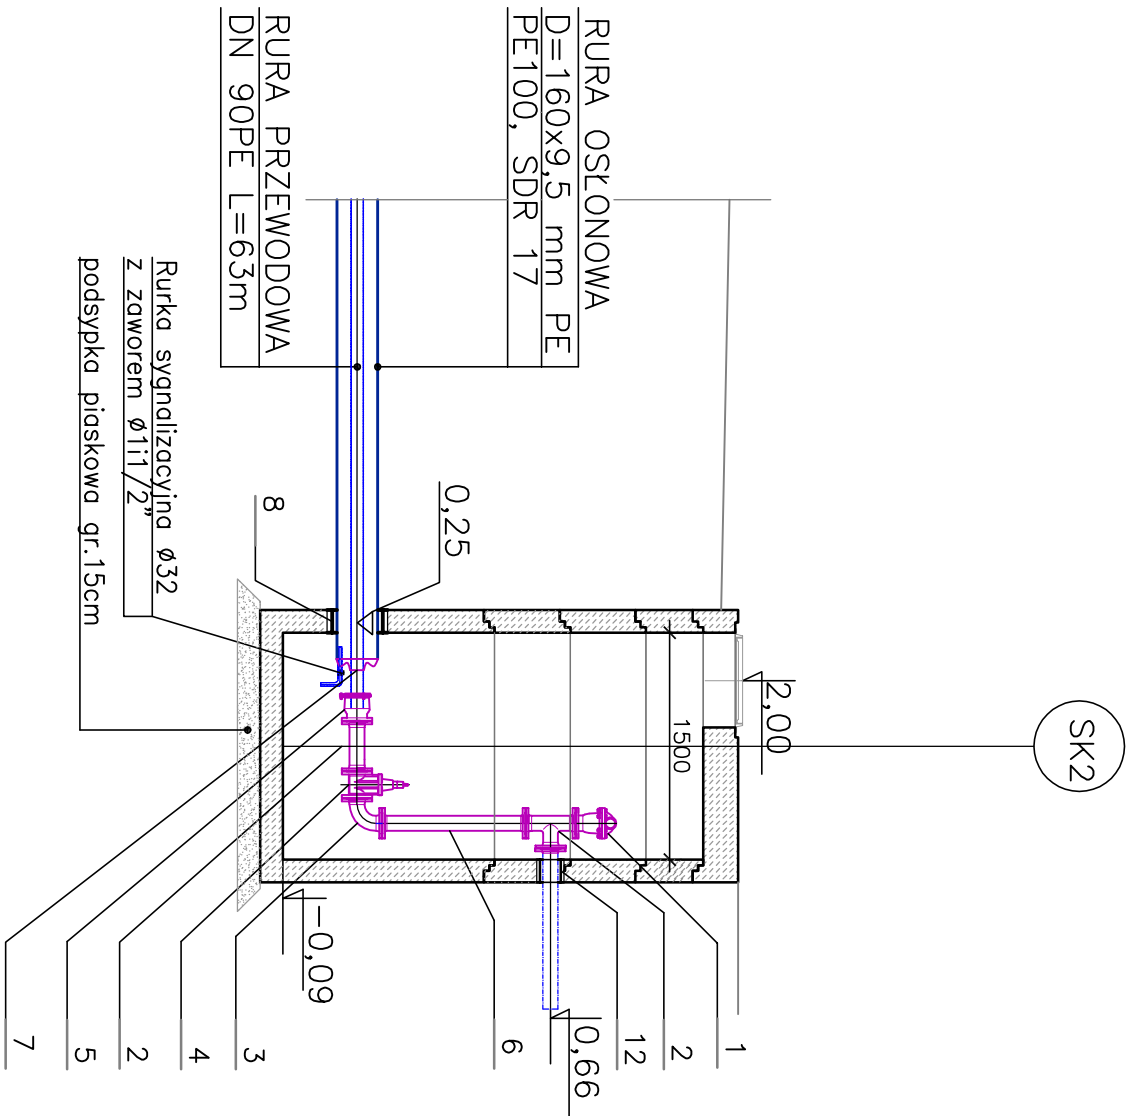 RURA OSŁONOWA
D=160x9,5 mm PE
PE100, SDR 17
RURA PRZEWODOWA
DN 90PE L=63m
Rurka sygnalizacyjna ø32
z zaworem ø1i1/2"
podsypka piaskowa gr.15cm
8
0,25
SK2
2,00
1500
-0,09
0,66
1
2
12
6
3
4
2
5
7